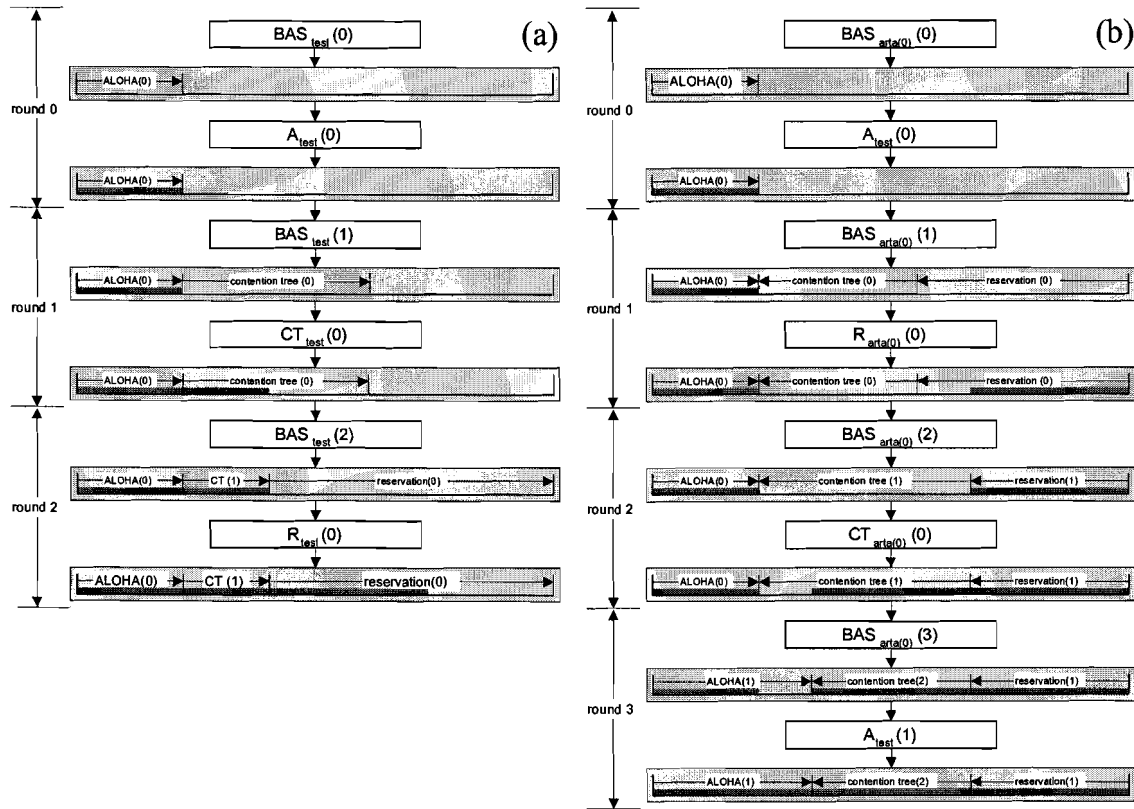 (a)
BAS test (0)
ALOHA(0)
round 0
A test (0)
ALOHA(0)
BAS test (1)
ALOHA(0) contention tree (0)
round 1
CT test (0)
ALOHA(0) contention tree (0)
BAS test (2)
ALOHA(0) CT (1) reservation(0)
round 2
R test (0)
ALOHA(0) CT (1) reservation(0)
(b)
BAS arta(0) (0)
ALOHA(0)
round 0
A test (0)
ALOHA(0)
BAS arta(0) (1)
ALOHA(0) contention tree (0) reservation (0)
round 1
R arta(0) (0)
ALOHA(0) contention tree (0) reservation (0)
BAS arta(0) (2)
ALOHA(0) contention tree (1) reservation(1)
round 2
CT arta(0) (0)
ALOHA(0) contention tree (1) reservation(1)
BAS arta(0) (3)
ALOHA(1) contention tree(2) reservation(1)
round 3
A test (1)
ALOHA(1) contention tree(2) reservation(1)